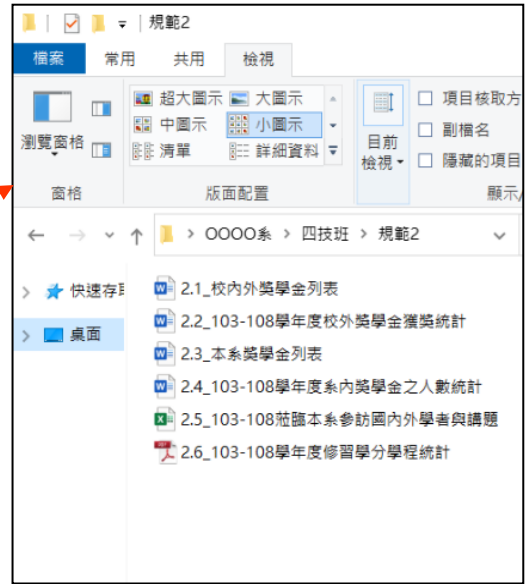 規範2
檔案 常用 共用 檢視
瀏覽窗格
超大圖示 大圖示
中圖示 小圖示
清單 詳細資料
目前
檢視
項目核取方
副檔名
隱藏的項目
窗格 版面配置 顯示/
OOOO系 四技班 規範2
快速存取
桌面
2.1_校內外獎學金列表
2.2_103-108學年度校外獎學金獲獎統計
2.3_本系獎學金列表
2.4_103-108學年度系內獎學金之人數統計
2.5_103-108蒞臨本系參訪國內外學者與講題
2.6_103-108學年度修習學分學程統計